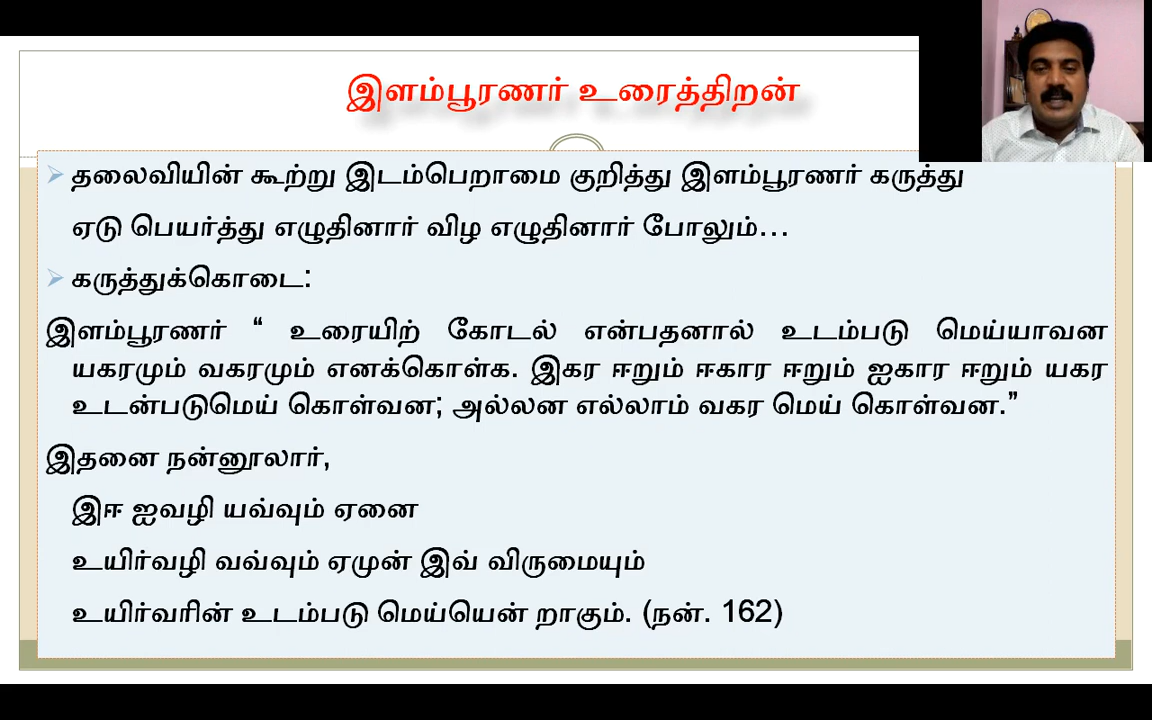 இளம்பூரணர் உரைத்திறன்
தலைவியின் கூற்று இடம்பெறாமை குறித்து இளம்பூரணர் கருத்து
ஏடு பெயர்த்து எழுதினார் விழ எழுதினார் போலும்...
கருத்துக்கொடை:
இளம்பூரணர் “ உரையிற் கோடல் என்பதனால் உடம்படு மெய்யாவன
யகரமும் வகரமும் எனக்கொள்க. இகர ஈறும் ஈகார ஈறும் ஐகார ஈறும் யகர
உடன்படுமெய் கொள்வன; அல்லன எல்லாம் வகர மெய் கொள்வன.”
இதனை நன்னூலார்,
இஈ ஐவழி யவ்வும் ஏனை
உயிர்வழி வவ்வும் ஏமுன் இவ் விருமையும்
உயிர்வரின் உடம்படு மெய்யென் றாகும். (நன். 162)